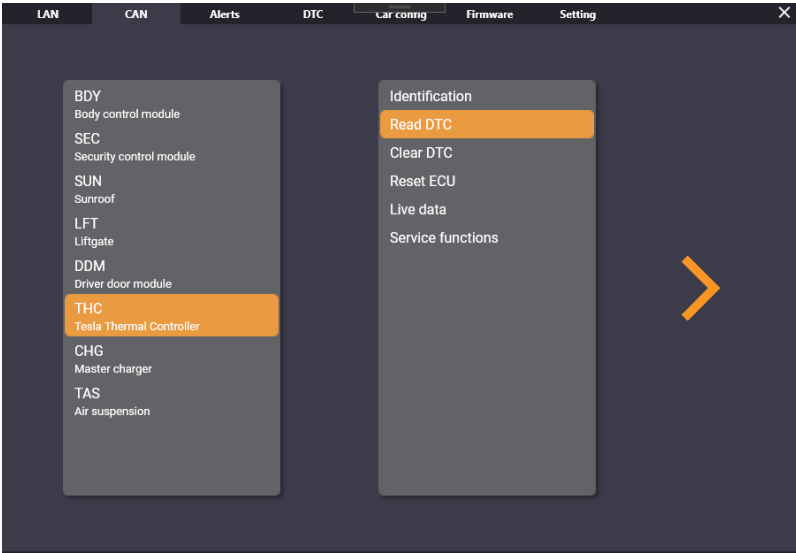 LAN CAN Alerts DTC Car config Firmware Setting
BDY
Body control module
SEC
Security control module
SUN
Sunroof
LFT
Liftgate
DDM
Driver door module
THC
Tesla Thermal Controller
CHG
Master charger
TAS
Air suspension
Identification
Read DTC
Clear DTC
Reset ECU
Live data
Service functions